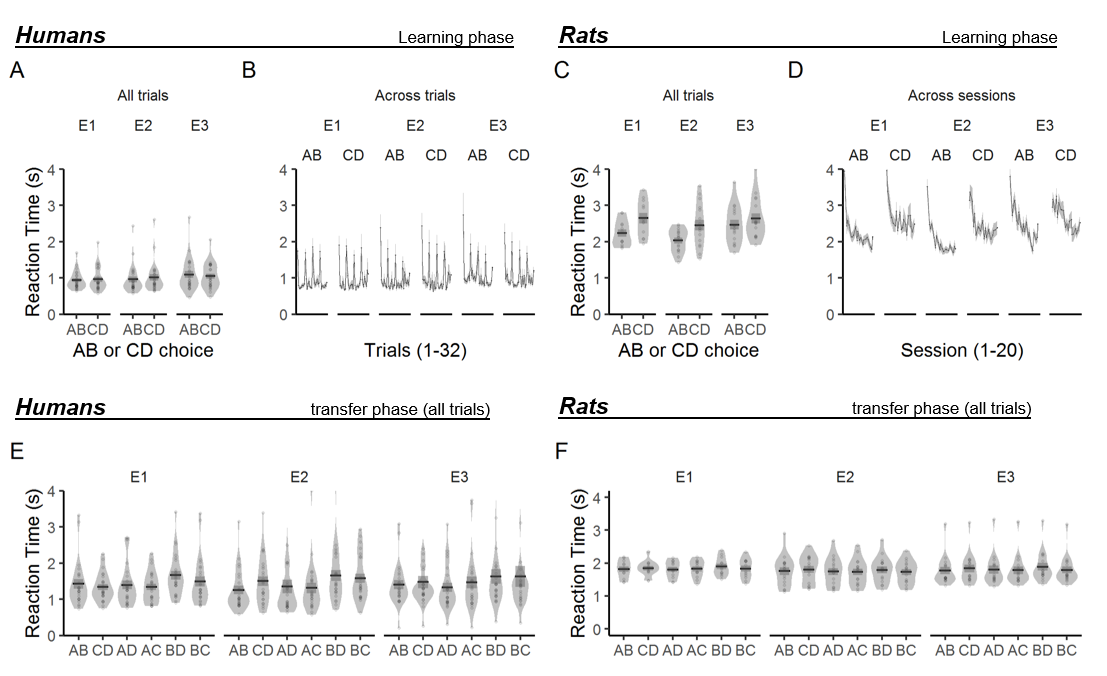 Humans Learning phase
Rats Learning phase
A
B
C
D
All trials
Across trials
All trials
Across sessions
E1 E2 E3
E1 E2 E3
E1 E2 E3
E1 E2 E3
AB CD AB CD AB CD
AB CD AB CD AB CD
Reaction Time (s)
4
3
2
1
0
4
3
2
1
0
Reaction Time (s)
4
3
2
1
0
4
3
2
1
0
ABCD ABCD ABCD
ABCD ABCD ABCD
AB or CD choice
Trials (1-32)
AB or CD choice
Session (1-20)
Humans transfer phase (all trials)
Rats transfer phase (all trials)
E
F
E1 E2 E3
E1 E2 E3
Reaction Time (s)
4
3
2
1
0
Reaction Time (s)
4
3
2
1
0
AB CD AD AC BD BC AB CD AD AC BD BC AB CD AD AC BD BC
AB CD AD AC BD BC AB CD AD AC BD BC AB CD AD AC BD BC